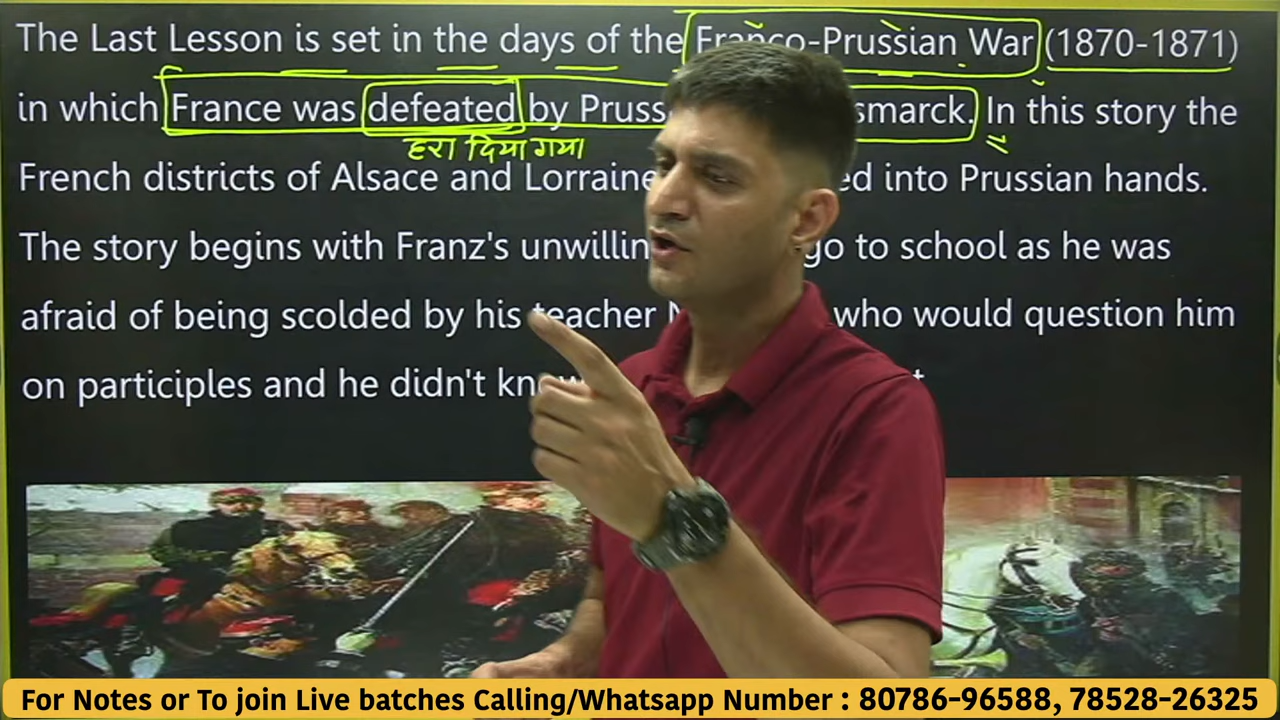 The Last Lesson is set in the days of the Franco-Prussian War (1870-1871)
in which France was defeated by Pruss smarck. In this story the
हरा दिया गया
French districts of Alsace and Lorraine ed into Prussian hands.
The story begins with Franz's unwillin go to school as he was
afraid of being scolded by his teacher who would question him
on participles and he didn't know
For Notes or To join Live batches Calling/Whatsapp Number : 80786-96588, 78528-26325